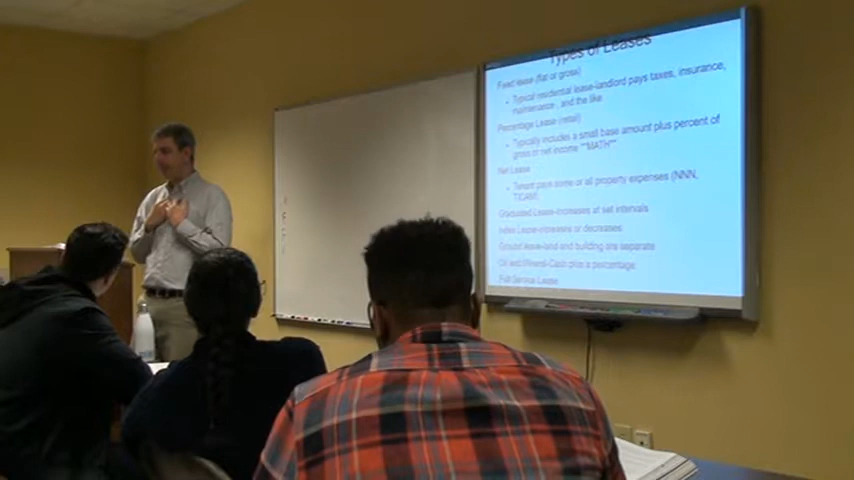 Types of Leases
Fixed lease (flat or gross)
Typical residential lease-landlord pays taxes, insurance,
maintenance, and the like
Percentage Lease (retail)
Typically includes a small base amount plus percent of
gross or net income **MATH**
Net Lease
Tenant pays some or all property expenses (NNN,
TICAM)
Graduated Lease-increases at set intervals
Index Lease-increases or decreases
Ground lease-land and building are separate
Oil and Mineral-Cash plus a percentage
Full Service Lease